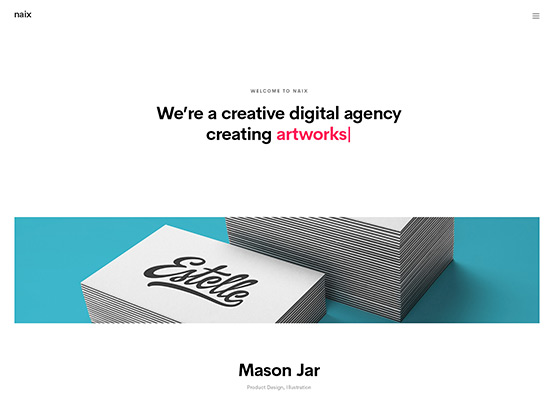 naix
WELCOME TO NAIX
We're a creative digital agency
creating artworks|
Estelle
Mason Jar
Product Design, Illustration